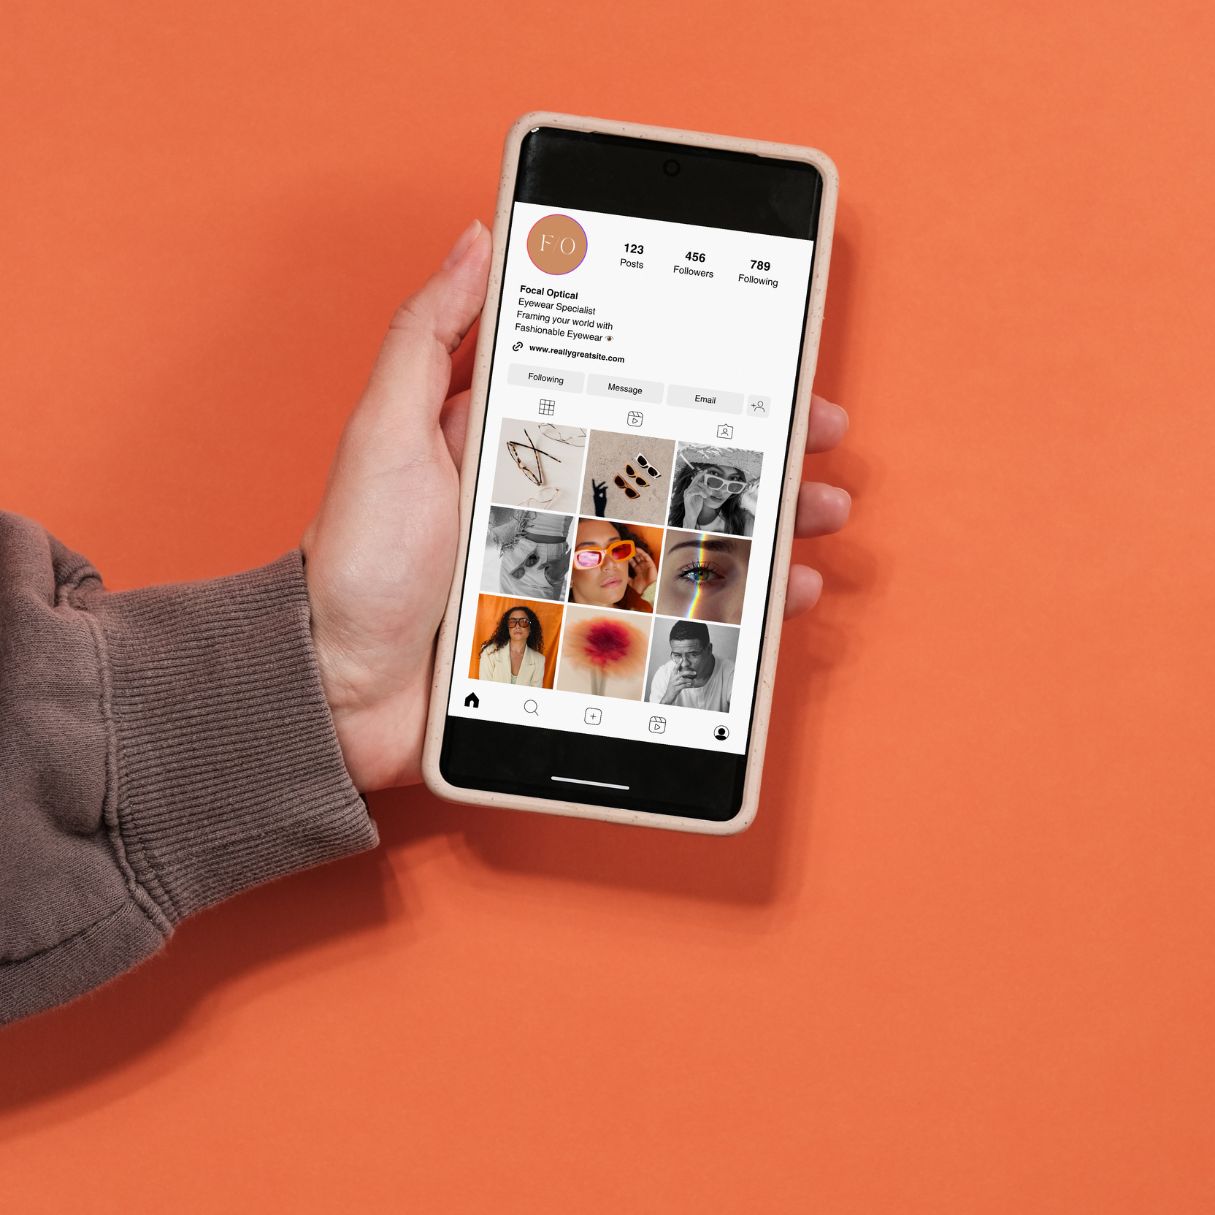 F/O
123
Posts
456
Followers
789
Following
Focal Optical
Eyewear Specialist
Framing your world with
Fashionable Eyewear 👁️
www.reallygreatsite.com
Following
Message
Email